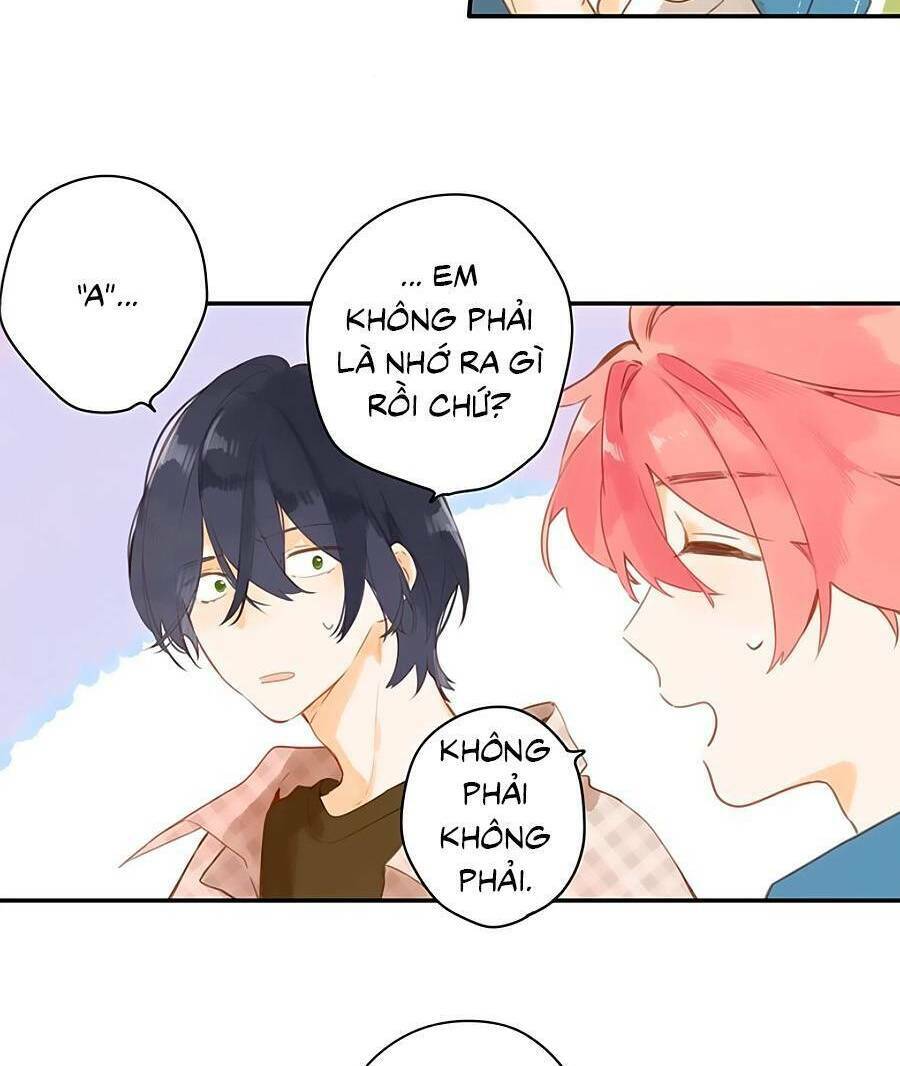 "A"...
... EM
KHÔNG PHẢI
LÀ NHỚ RA GÌ
RỒI CHỨ?
KHÔNG
PHẢI
KHÔNG
PHẢI.